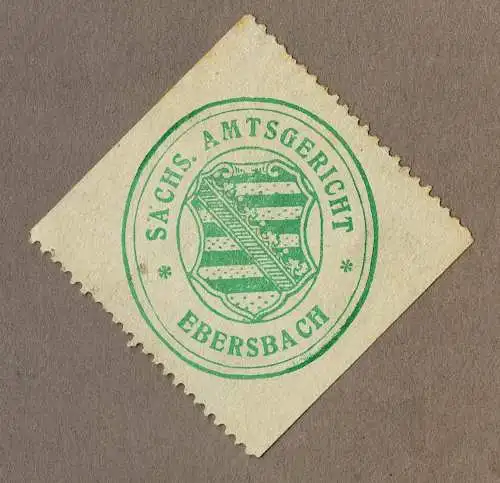 SÄCHS. AMTSGERICHT
* EBERSBACH *